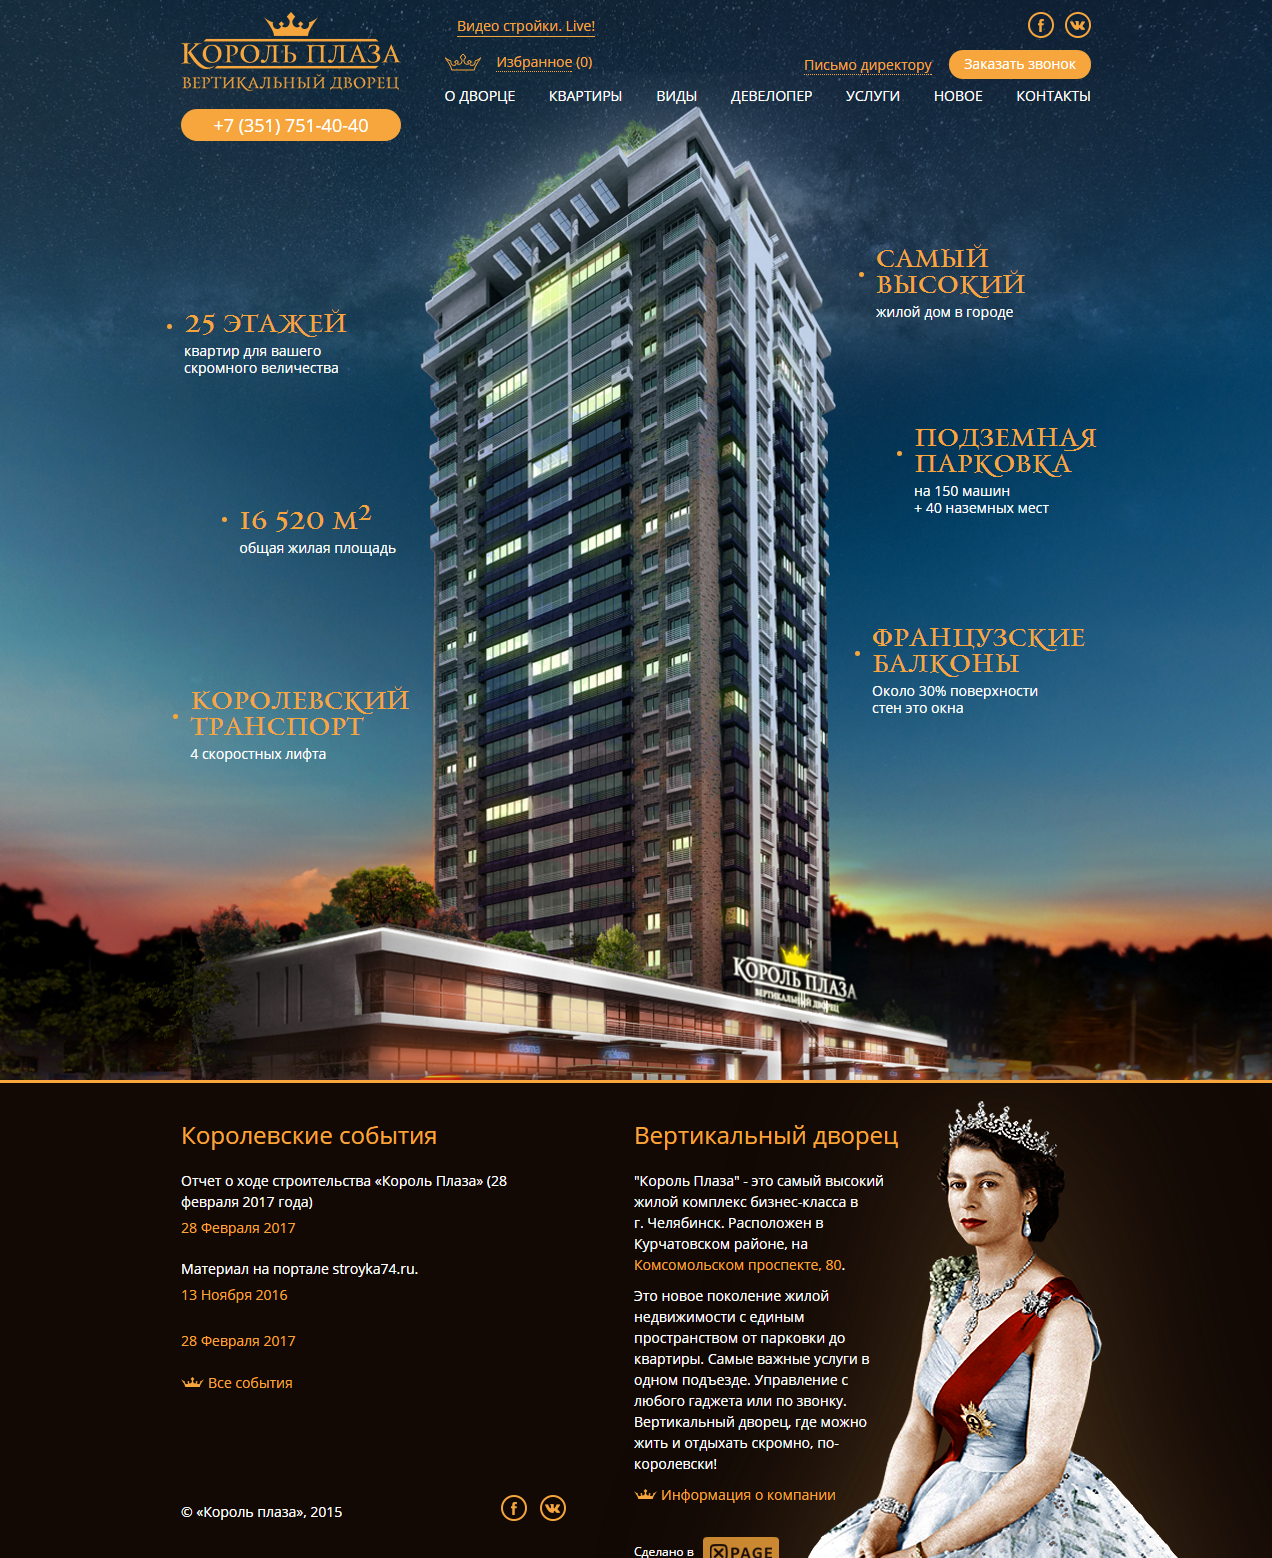 Король Плаза
Вертикальный дворец
+7 (351) 751-40-40
Видео стройки. Live!
Избранное (0)
Письмо директору
Заказать звонок
О ДВОРЦЕ КВАРТИРЫ ВИДЫ ДЕВЕЛОПЕР УСЛУГИ НОВОЕ КОНТАКТЫ
САМЫЙ
ВЫСОКИЙ
жилой дом в городе
25 ЭТАЖЕЙ
квартир для вашего
скромного величества
ПОДЗЕМНАЯ
ПАРКОВКА
на 150 машин
+ 40 наземных мест
16 520 М²
общая жилая площадь
ФРАНЦУЗСКИЕ
БАЛКОНЫ
Около 30% поверхности
стен это окна
КОРОЛЕВСКИЙ
ТРАНСПОРТ
4 скоростных лифта
Король Плаза
Вертикальный дворец
Королевские события
Отчет о ходе строительства «Король Плаза» (28
февраля 2017 года)
28 Февраля 2017
Материал на портале stroyka74.ru.
13 Ноября 2016
28 Февраля 2017
Все события
© «Король плаза», 2015
Вертикальный дворец
"Король Плаза" - это самый высокий
жилой комплекс бизнес-класса в
г. Челябинск. Расположен в
Курчатовском районе, на
Комсомольском проспекте, 80.
Это новое поколение жилой
недвижимости с единым
пространством от парковки до
квартиры. Самые важные услуги в
одном подъезде. Управление с
любого гаджета или по звонку.
Вертикальный дворец, где можно
жить и отдыхать скромно, по-
королевски!
Информация о компании
Сделано в XPAGE